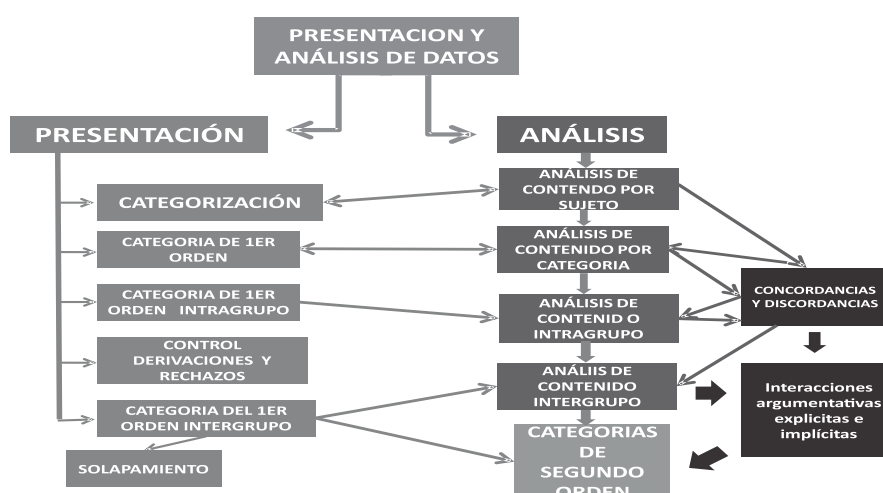 PRESENTACION Y
ANÁLISIS DE DATOS
PRESENTACIÓN
CATEGORIZACIÓN
CATEGORIA DE 1ER
ORDEN
CATEGORIA DE 1ER
ORDEN INTRAGRUPO
CONTROL
DERIVACIONES Y
RECHAZOS
CATEGORIA DEL 1ER
ORDEN INTERGRUPO
SOLAPAMIENTO
ANÁLISIS
ANÁLISIS DE
CONTENDO POR
SUJETO
ANÁLISIS DE
CONTENIDO POR
CATEGORIA
ANÁLISIS DE
CONTENID O
INTRAGRUPO
ANÁLIIS DE
CONTENIDO
INTERGRUPO
CATEGORIAS
DE
SEGUNDO
ORDEN
CONCORDANCIAS
Y DISCORDANCIAS
Interacciones
argumentativas
explicitas e
implícitas